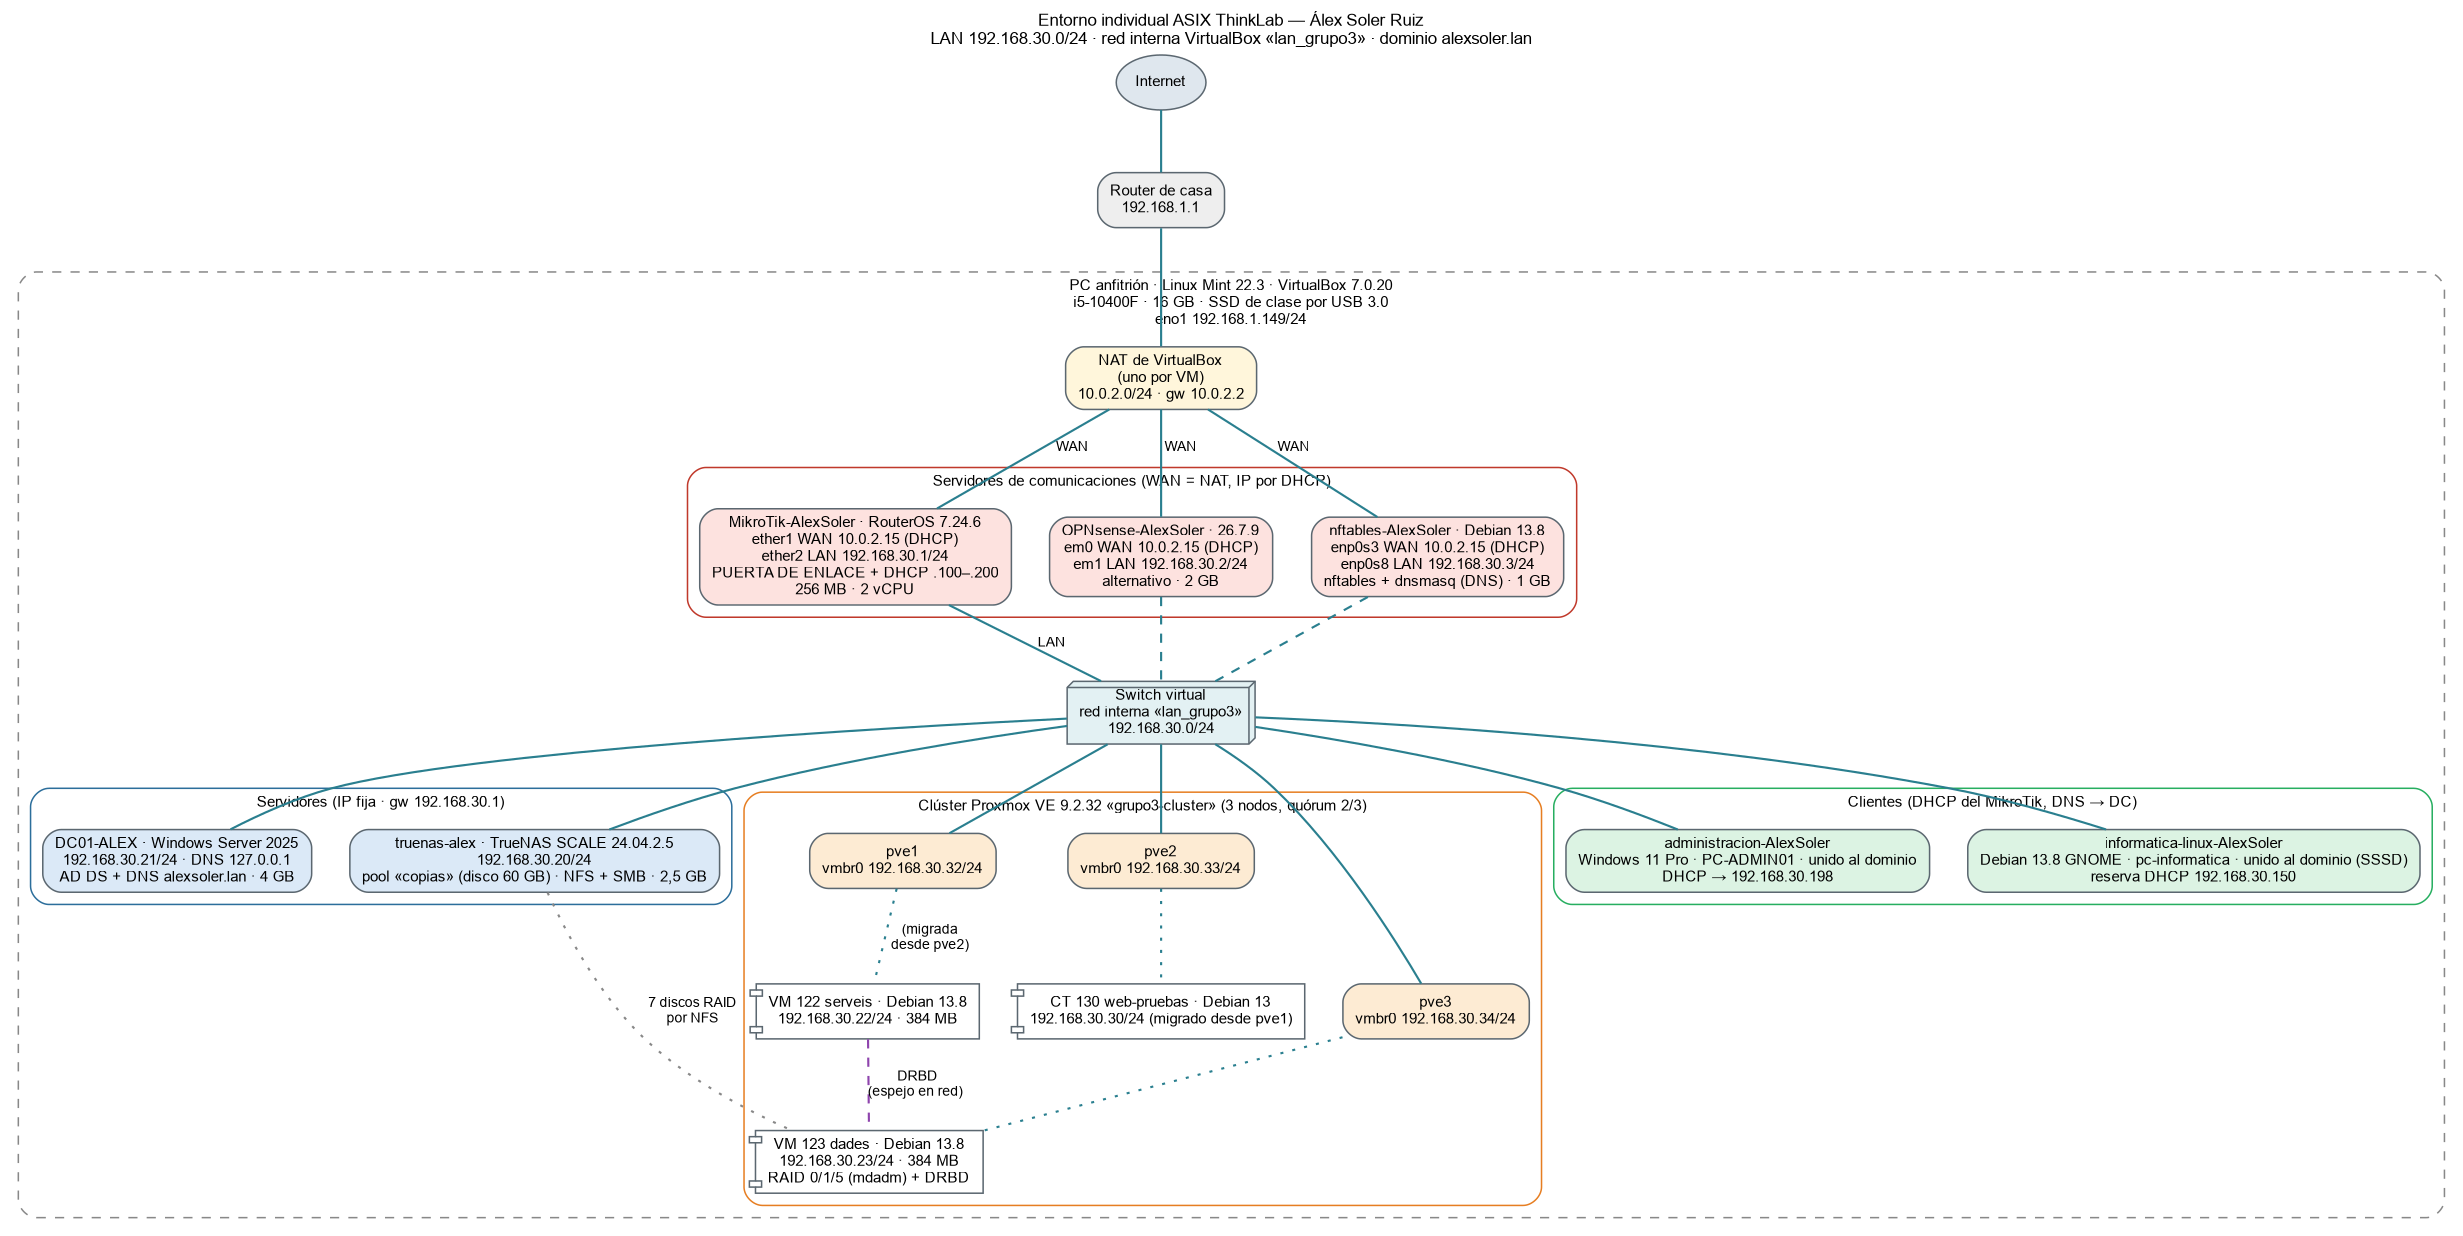 Entorno individual ASIX ThinkLab — Álex Soler Ruiz
LAN 192.168.30.0/24 · red interna VirtualBox «lan_grupo3» · dominio alexsoler.lan
Internet
Router de casa
192.168.1.1
PC anfitrión · Linux Mint 22.3 · VirtualBox 7.0.20
i5-10400F · 16 GB · SSD de clase por USB 3.0
eno1 192.168.1.149/24
NAT de VirtualBox
(uno por VM)
10.0.2.0/24 · gw 10.0.2.2
WAN
WAN
WAN
Servidores de comunicaciones (WAN = NAT, IP por DHCP)
MikroTik-AlexSoler · RouterOS 7.24.6
ether1 WAN 10.0.2.15 (DHCP)
ether2 LAN 192.168.30.1/24
PUERTA DE ENLACE + DHCP .100–.200
256 MB · 2 vCPU
OPNsense-AlexSoler · 26.7.9
em0 WAN 10.0.2.15 (DHCP)
em1 LAN 192.168.30.2/24
alternativo · 2 GB
nftables-AlexSoler · Debian 13.8
enp0s3 WAN 10.0.2.15 (DHCP)
enp0s8 LAN 192.168.30.3/24
nftables + dnsmasq (DNS) · 1 GB
LAN
Switch virtual
red interna «lan_grupo3»
192.168.30.0/24
Servidores (IP fija · gw 192.168.30.1)
DC01-ALEX · Windows Server 2025
192.168.30.21/24 · DNS 127.0.0.1
AD DS + DNS alexsoler.lan · 4 GB
truenas-alex · TrueNAS SCALE 24.04.2.5
192.168.30.20/24
pool «copias» (disco 60 GB) · NFS + SMB · 2,5 GB
Clúster Proxmox VE 9.2.32 «grupo3-cluster» (3 nodos, quórum 2/3)
pve1
vmbr0 192.168.30.32/24
pve2
vmbr0 192.168.30.33/24
Clientes (DHCP del MikroTik, DNS → DC)
administracion-AlexSoler
Windows 11 Pro · PC-ADMIN01 · unido al dominio
DHCP → 192.168.30.198
informatica-linux-AlexSoler
Debian 13.8 GNOME · pc-informatica · unido al dominio (SSSD)
reserva DHCP 192.168.30.150
(migrada
desde pve2)
7 discos RAID
por NFS
VM 122 serveis · Debian 13.8
192.168.30.22/24 · 384 MB
CT 130 web-pruebas · Debian 13
192.168.30.30/24 (migrado desde pve1)
pve3
vmbr0 192.168.30.34/24
DRBD
(espejo en red)
VM 123 dades · Debian 13.8
192.168.30.23/24 · 384 MB
RAID 0/1/5 (mdadm) + DRBD